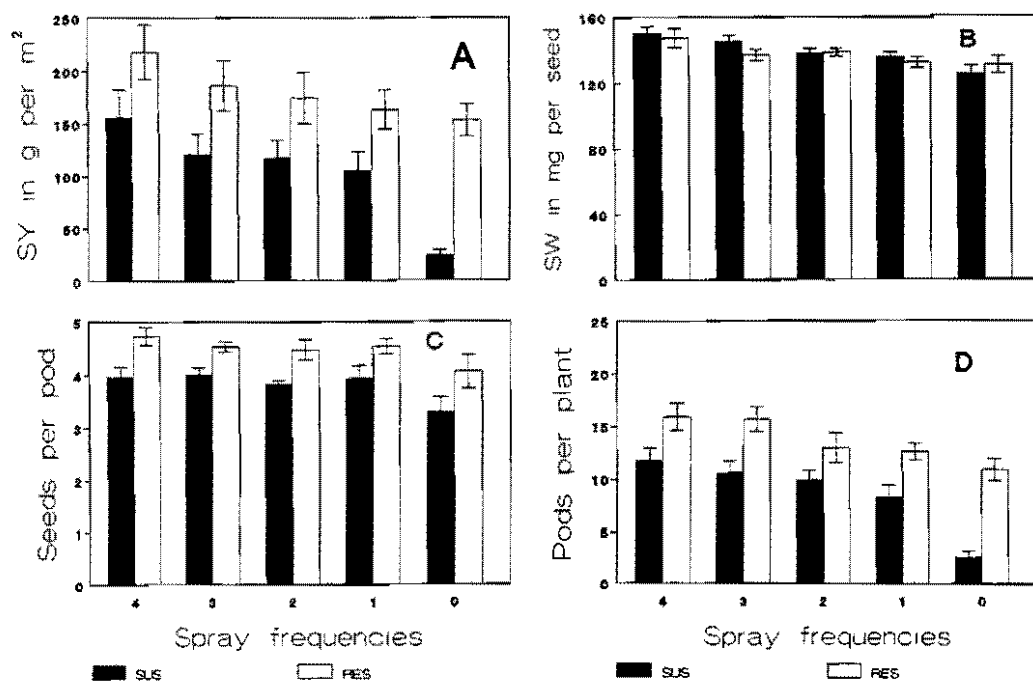 A
SY in g per m²
250
200
150
100
50
0
B
SW in mg per seed
160
120
80
40
0
C
Seeds per pod
5
4
3
2
1
0
4 3 2 1 0
Spray frequencies
SUS RES
D
Pods per plant
25
20
15
10
5
0
4 3 2 1 0
Spray frequencies
SUS RES